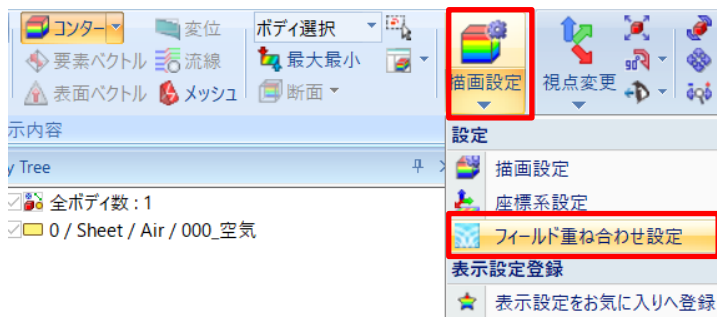 コンター
変位
ボディ選択
要素ベクトル
流線
最大最小
表面ベクトル
メッシュ
断面
描画設定
視点変更
示内容
y Tree
全ボディ数 : 1
0 / Sheet / Air / 000_空気
設定
描画設定
座標系設定
フィールド重ね合わせ設定
表示設定登録
表示設定をお気に入りへ登録